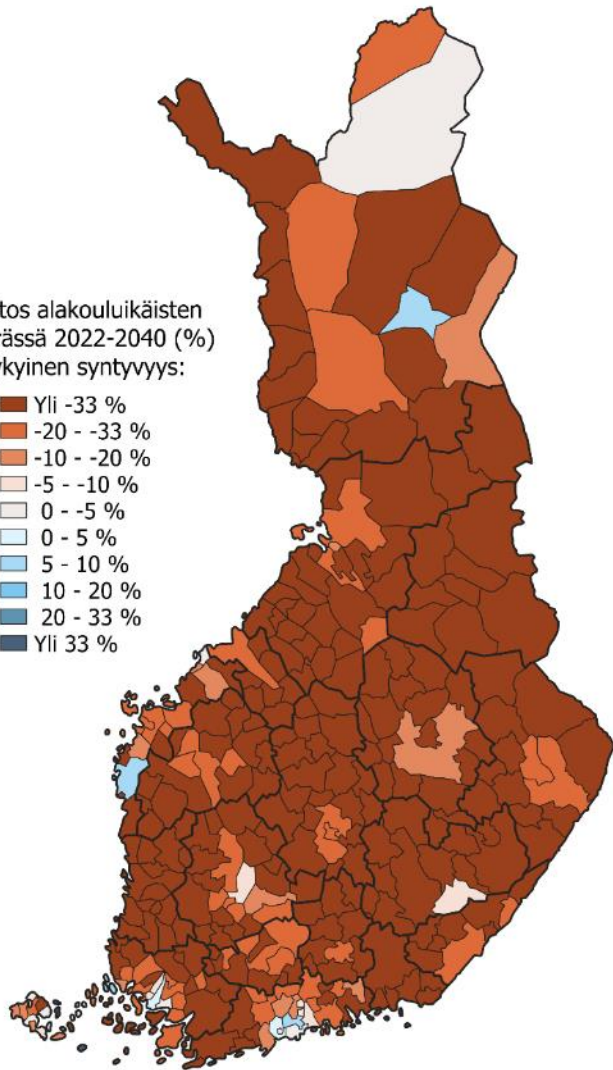 tos alakouluikäisten
rässä 2022-2040 (%)
ykyinen syntyvyys:
Yli -33 %
-20 - -33 %
-10 - -20 %
-5 - -10 %
0 - -5 %
0 - 5 %
5 - 10 %
10 - 20 %
20 - 33 %
Yli 33 %